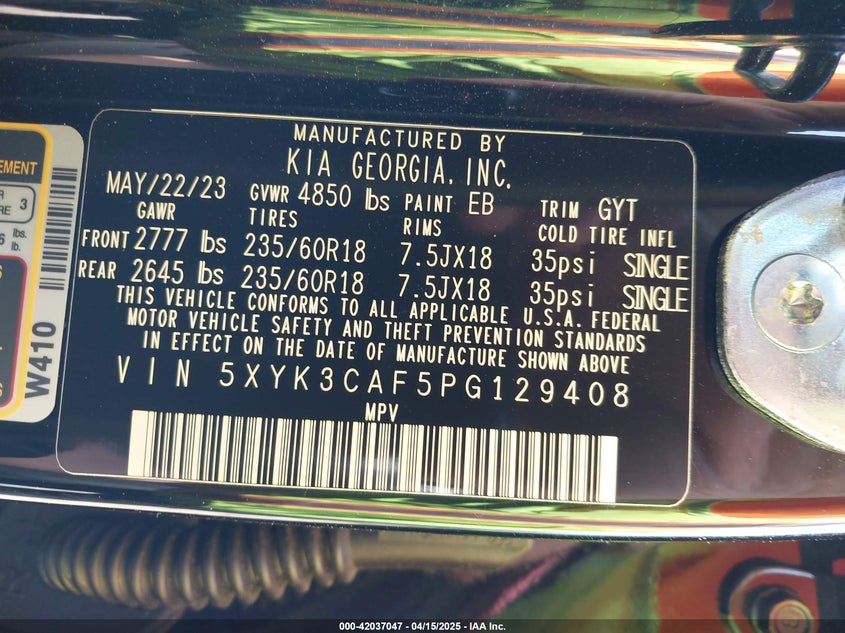 MANUFACTURED BY
KIA GEORGIA, INC.
MAY/22/23 GVWR 4850 lbs PAINT EB TRIM GYT
GAWR TIRES RIMS COLD TIRE INFL
FRONT 2777 lbs 235/60R18 7.5JX18 35psi SINGLE
REAR 2645 lbs 235/60R18 7.5JX18 35psi SINGLE
THIS VEHICLE CONFORMS TO ALL APPLICABLE U.S.A. FEDERAL
MOTOR VEHICLE SAFETY AND THEFT PREVENTION STANDARDS
IN EFFECT ON THE DATE OF MANUFACTURE SHOWN ABOVE
VIN 5XYK3CAF5PG129408
MPV
W410
3
lbs.
lb.
000-42037047 - 04/15/2025 - IAA Inc.